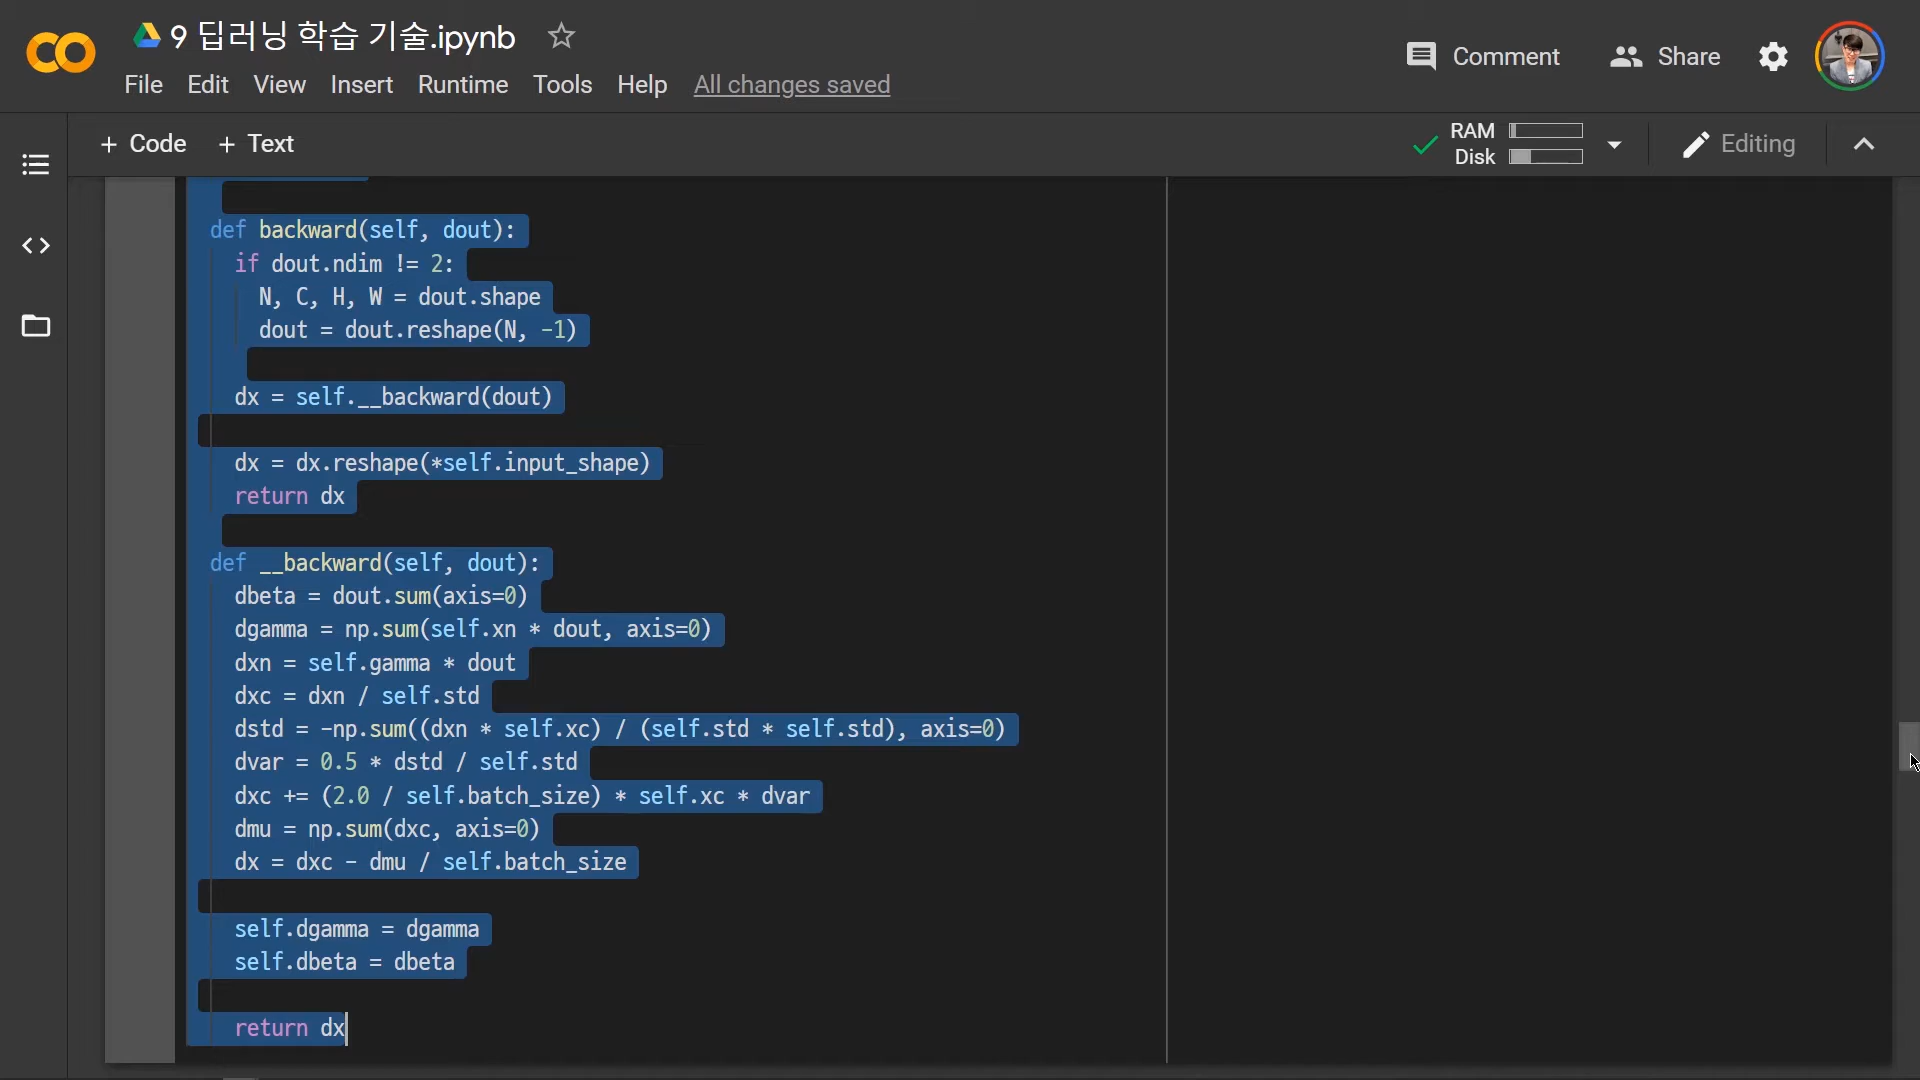 9 딥러닝 학습 기술.ipynb
File Edit View Insert Runtime Tools Help All changes saved
Comment Share
+ Code + Text
RAM
Disk
Editing
def backward(self, dout):
if dout.ndim != 2:
N, C, H, W = dout.shape
dout = dout.reshape(N, -1)
dx = self.__backward(dout)
dx = dx.reshape(*self.input_shape)
return dx
def __backward(self, dout):
dbeta = dout.sum(axis=0)
dgamma = np.sum(self.xn * dout, axis=0)
dxn = self.gamma * dout
dxc = dxn / self.std
dstd = -np.sum((dxn * self.xc) / (self.std * self.std), axis=0)
dvar = 0.5 * dstd / self.std
dxc += (2.0 / self.batch_size) * self.xc * dvar
dmu = np.sum(dxc, axis=0)
dx = dxc - dmu / self.batch_size
self.dgamma = dgamma
self.dbeta = dbeta
return dx